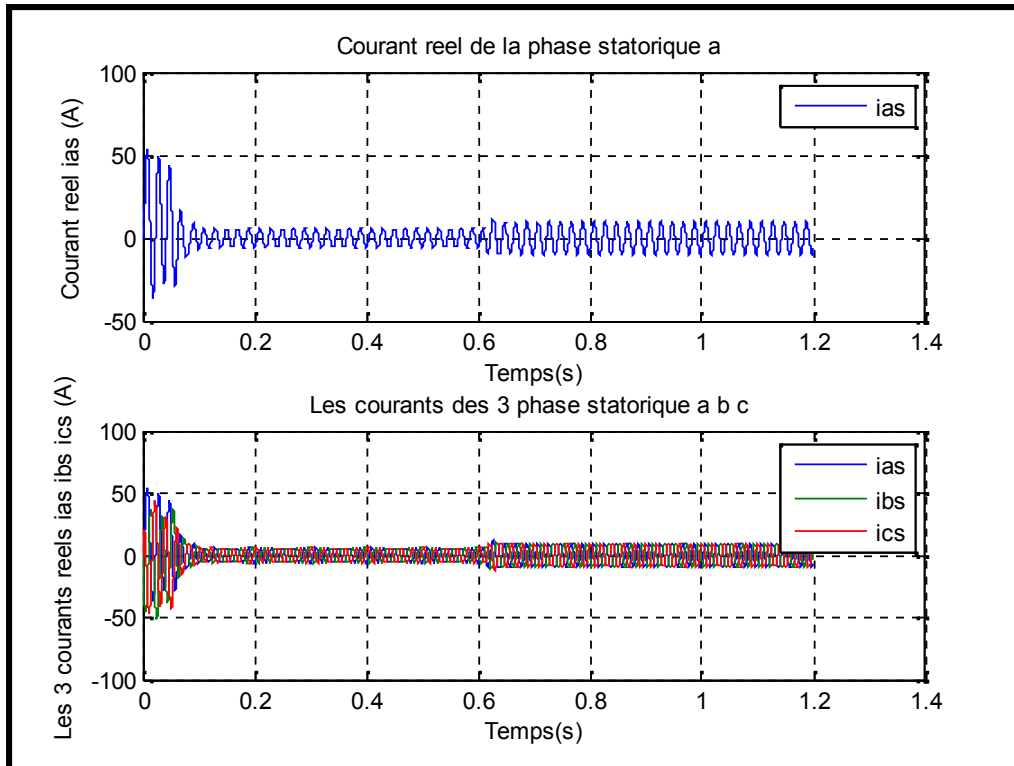 Courant reel de la phase statorique a
Courant reel ias (A)
100
50
0
-50
ias
0 0.2 0.4 0.6 0.8 1 1.2 1.4
Temps(s)
Les courants des 3 phase statorique a b c
Les 3 courants reels ias ibs ics (A)
100
50
0
-50
-100
ias
ibs
ics
0 0.2 0.4 0.6 0.8 1 1.2 1.4
Temps(s)